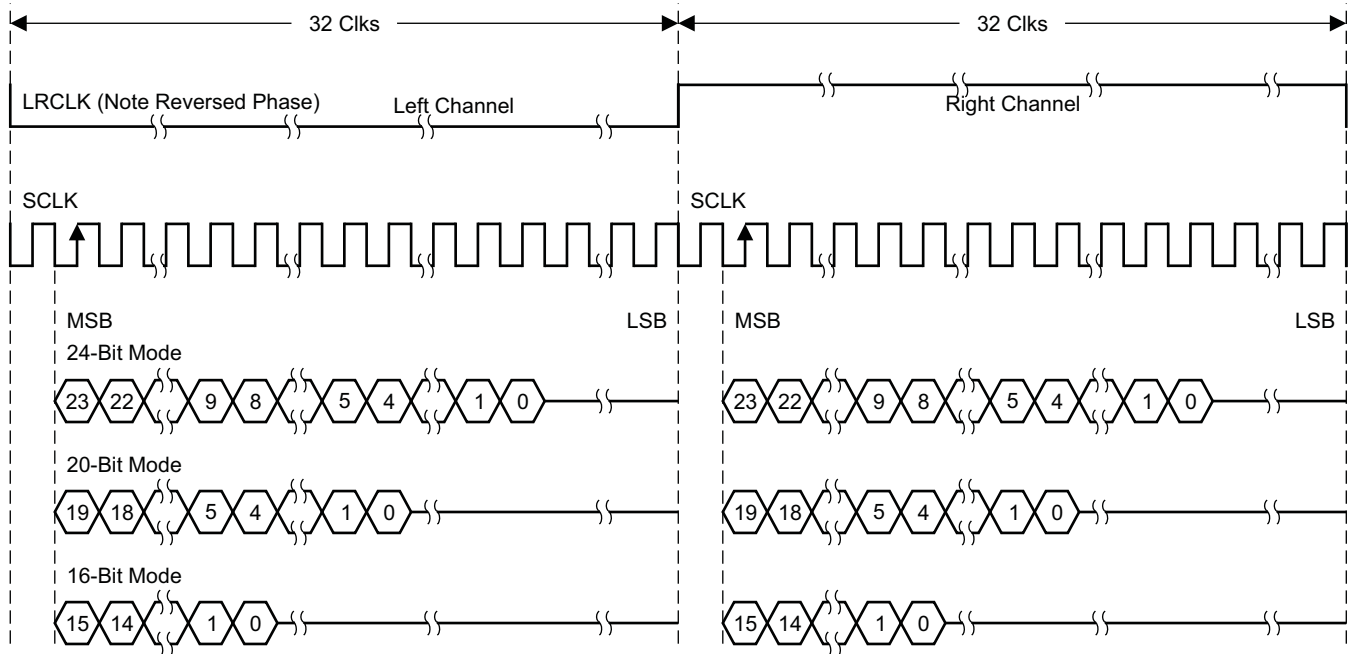 32 Clks 32 Clks
LRCLK (Note Reversed Phase) Left Channel Right Channel
SCLK SCLK
MSB LSB MSB LSB
24-Bit Mode
23 22 9 8 5 4 1 0 23 22 9 8 5 4 1 0
20-Bit Mode
19 18 5 4 1 0 19 18 5 4 1 0
16-Bit Mode
15 14 1 0 15 14 1 0